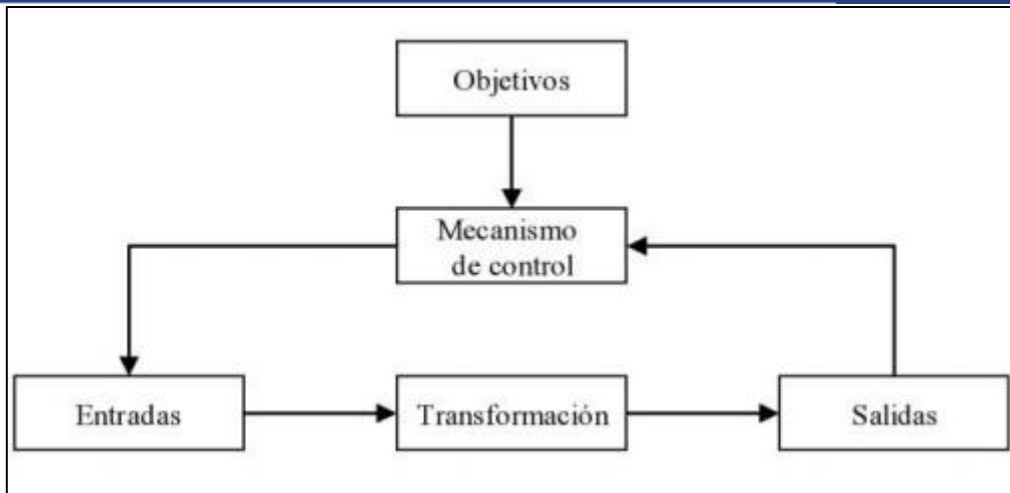 Objetivos
Mecanismo
de control
Entradas
Transformación
Salidas